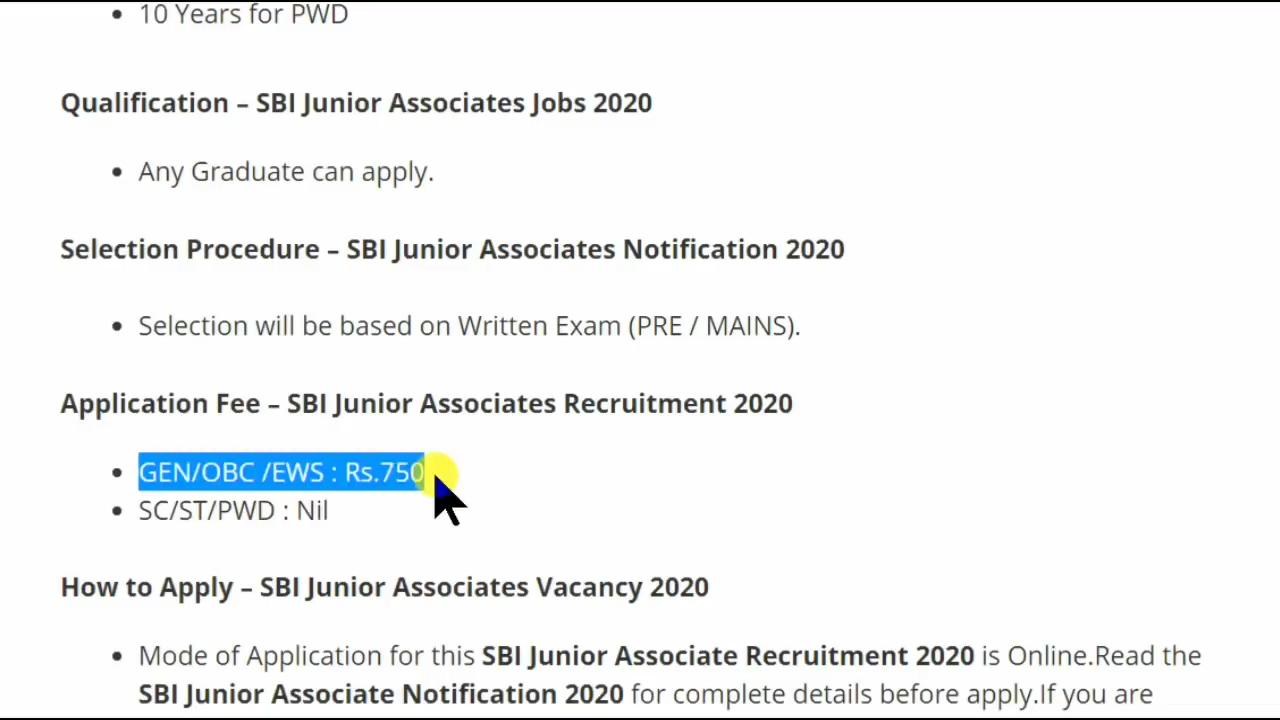 10 Years for PWD
Qualification – SBI Junior Associates Jobs 2020
Any Graduate can apply.
Selection Procedure – SBI Junior Associates Notification 2020
Selection will be based on Written Exam (PRE / MAINS).
Application Fee – SBI Junior Associates Recruitment 2020
GEN/OBC /EWS : Rs.750
SC/ST/PWD : Nil
How to Apply – SBI Junior Associates Vacancy 2020
Mode of Application for this SBI Junior Associate Recruitment 2020 is Online.Read the
SBI Junior Associate Notification 2020 for complete details before apply.If you are